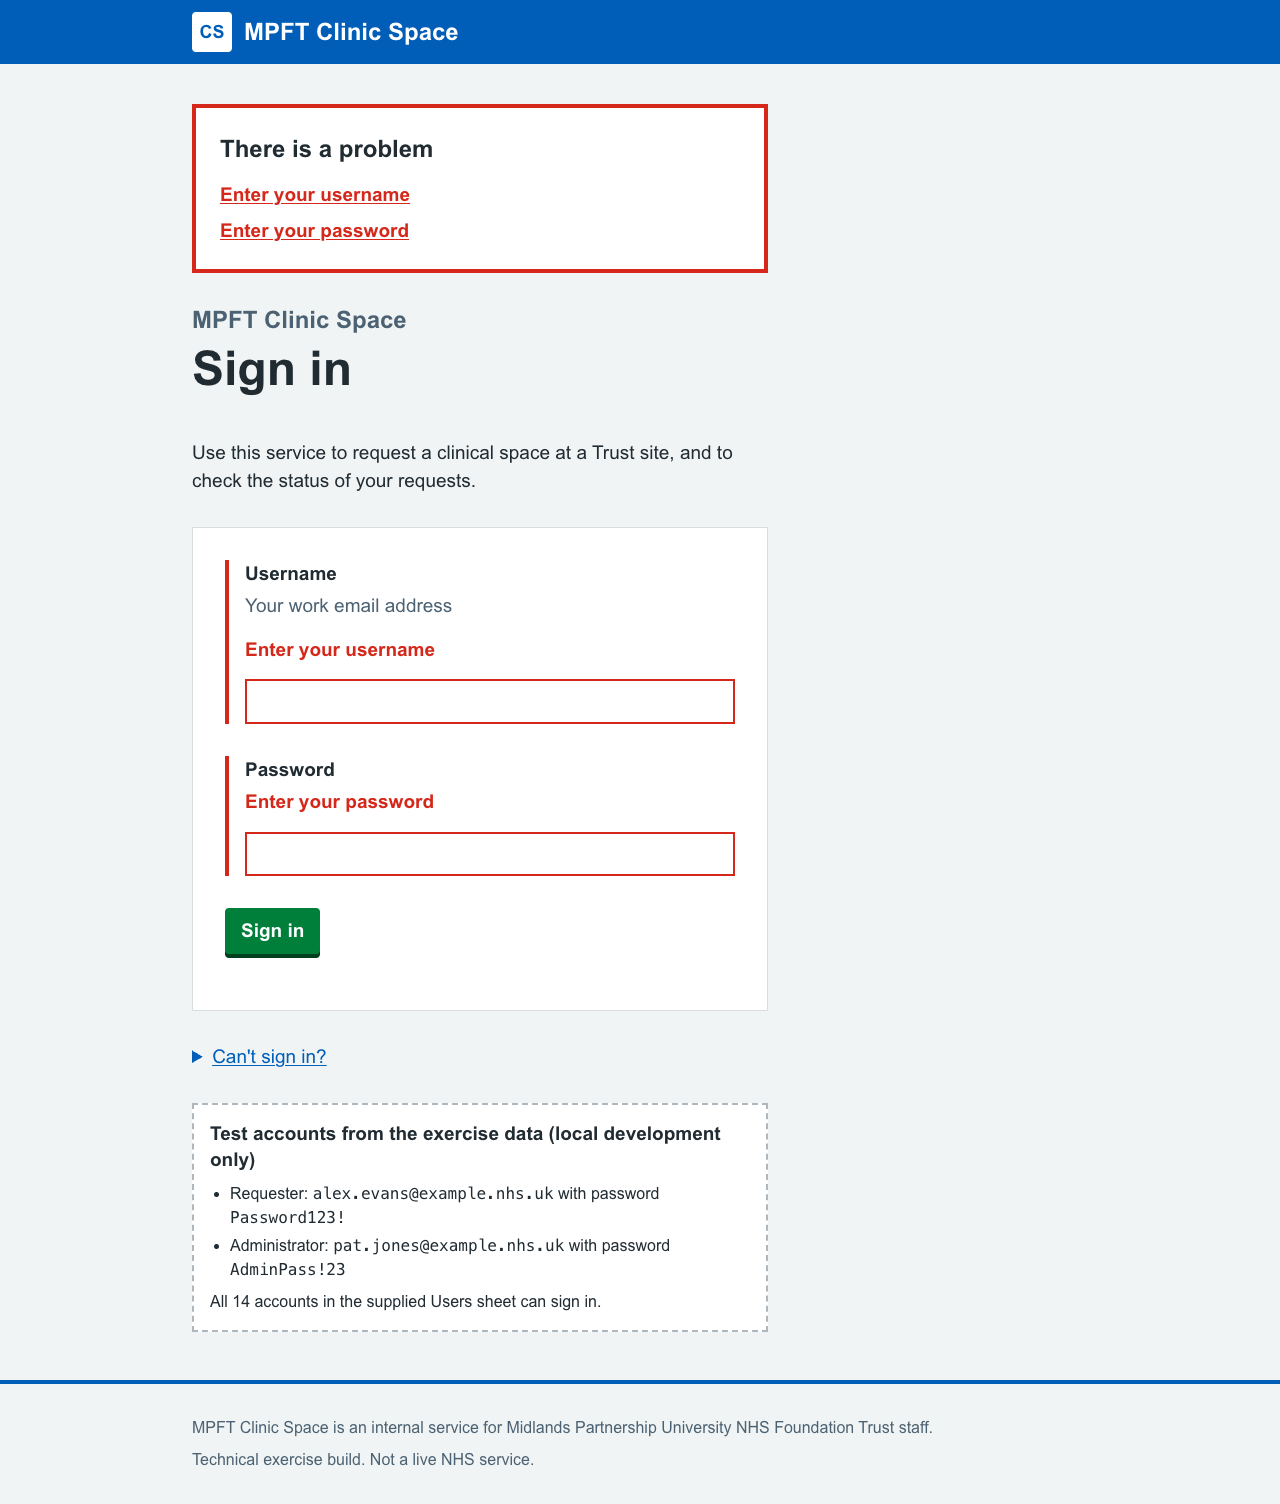 CS MPFT Clinic Space
There is a problem
Enter your username
Enter your password
MPFT Clinic Space
Sign in
Use this service to request a clinical space at a Trust site, and to
check the status of your requests.
Username
Your work email address
Enter your username
Password
Enter your password
Sign in
Can't sign in?
Test accounts from the exercise data (local development
only)
• Requester: alex.evans@example.nhs.uk with password
Password123!
• Administrator: pat.jones@example.nhs.uk with password
AdminPass!23
All 14 accounts in the supplied Users sheet can sign in.
MPFT Clinic Space is an internal service for Midlands Partnership University NHS Foundation Trust staff.
Technical exercise build. Not a live NHS service.